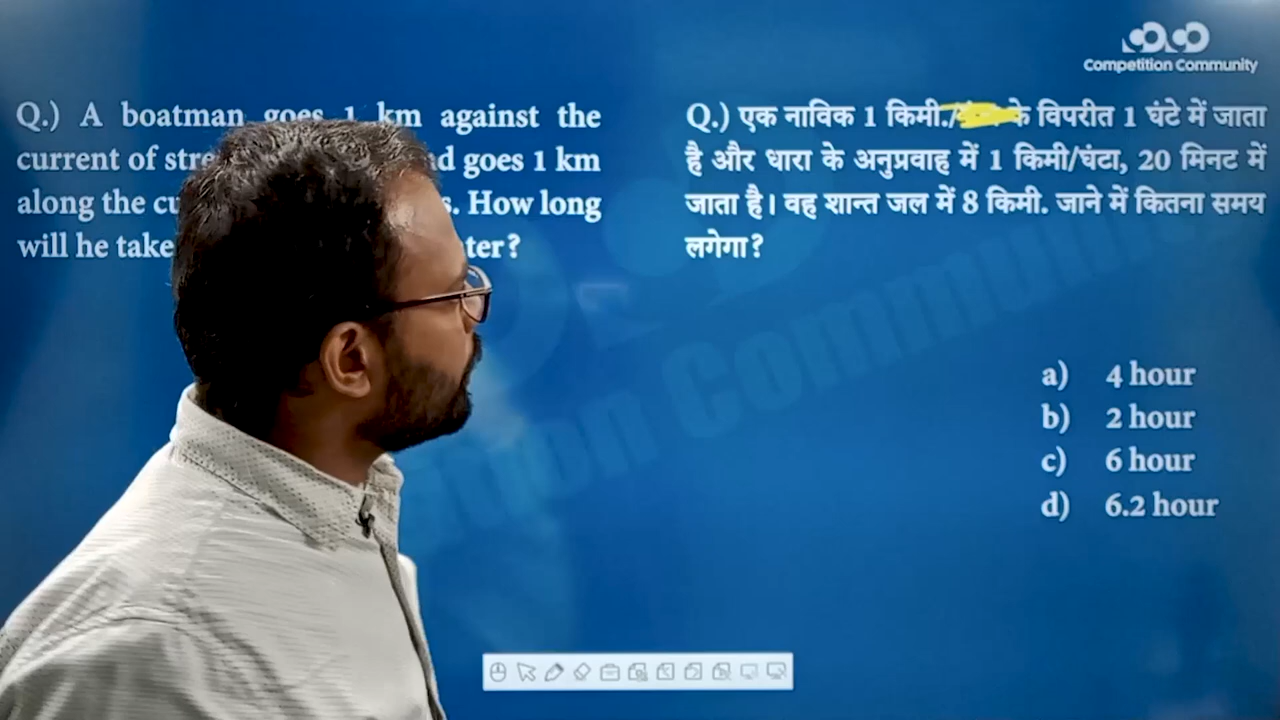 Competition Community
Q.) A boatman goes 1 km against the
current of stre d goes 1 km
along the cu s. How long
will he take ter?
Q.) एक नाविक 1 किमी./ के विपरीत 1 घंटे में जाता
है और धारा के अनुप्रवाह में 1 किमी/घंटा, 20 मिनट में
जाता है। वह शान्त जल में 8 किमी. जाने में कितना समय
लगेगा?
a) 4 hour
b) 2 hour
c) 6 hour
d) 6.2 hour